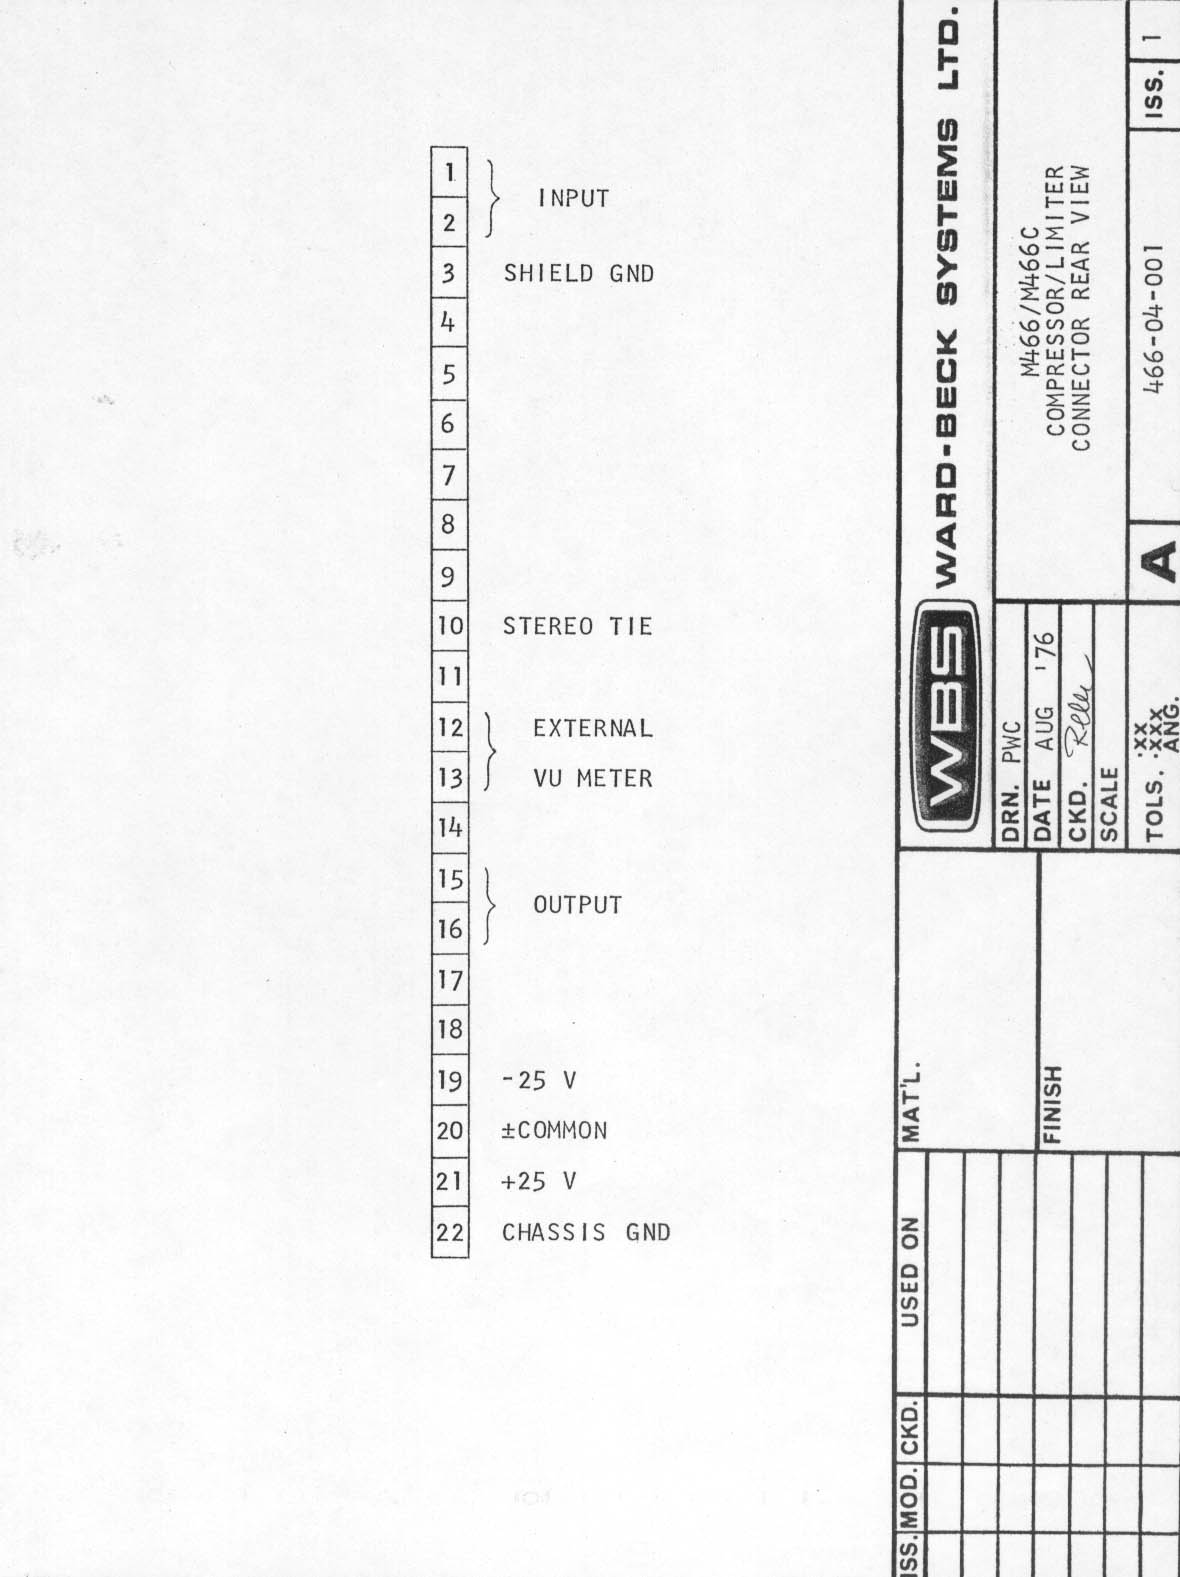 1
2
INPUT
3 SHIELD GND
4
5
6
7
8
9
10 STEREO TIE
11
12 EXTERNAL
13 VU METER
14
15
16
OUTPUT
17
18
19 -25 V
20 ±COMMON
21 +25 V
22 CHASSIS GND
WBS WARD-BECK SYSTEMS LTD.
M466/M466C
COMPRESSOR/LIMITER
CONNECTOR REAR VIEW
DRN. PWC
DATE AUG '76
CKD.
SCALE
TOLS. .XX
.XXX
ANG.
A 466-04-001 ISS. 1
MAT'L.
FINISH
ISS. MOD. CKD. USED ON